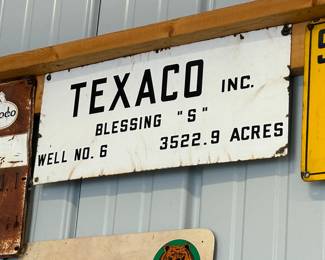 TEXACO INC.
BLESSING "S"
WELL NO. 6 3522.9 ACRES